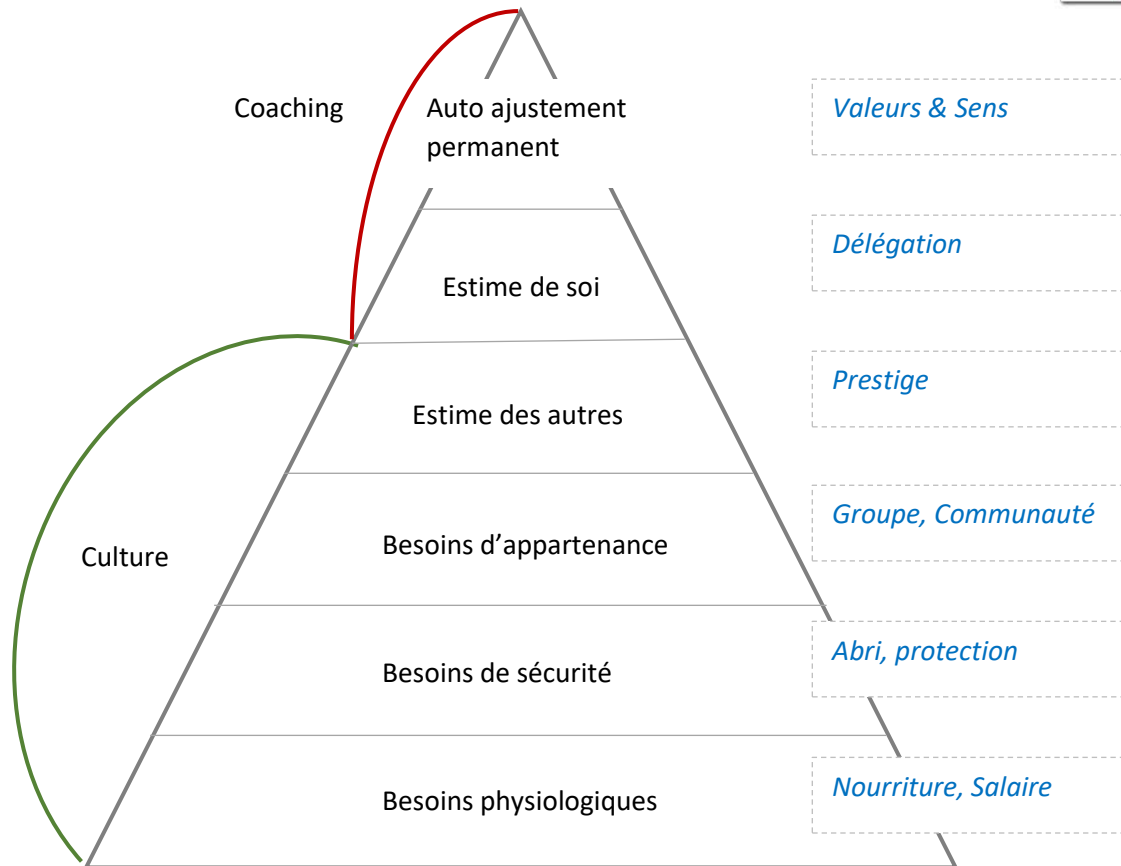 Coaching
Auto ajustement
permanent
Valeurs & Sens
Délégation
Estime de soi
Prestige
Estime des autres
Groupe, Communauté
Besoins d’appartenance
Culture
Abri, protection
Besoins de sécurité
Nourriture, Salaire
Besoins physiologiques